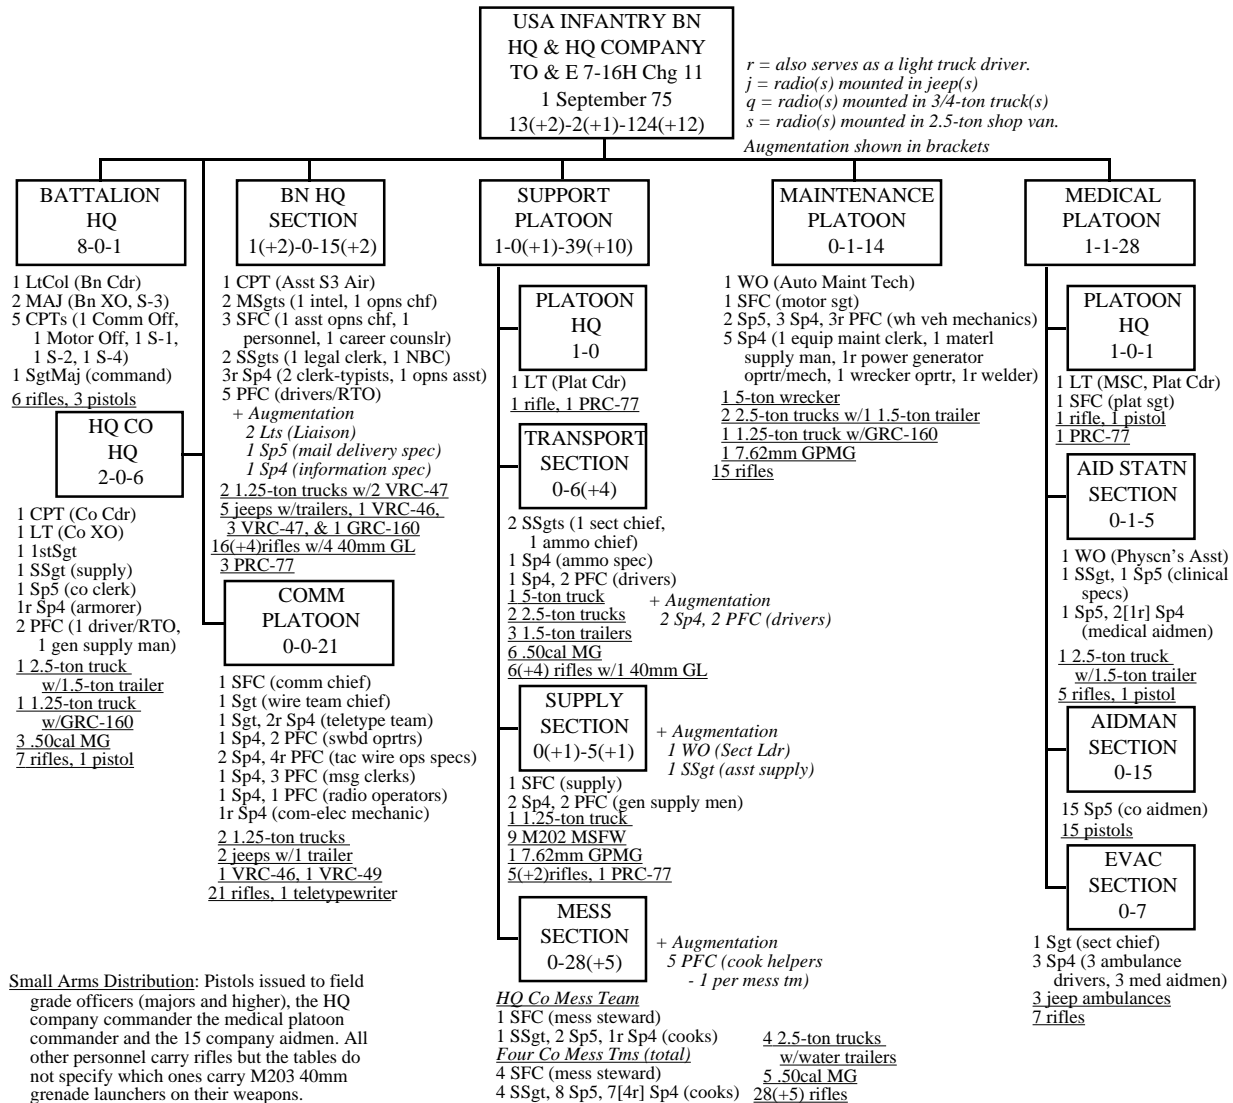 USA INFANTRY BN
HQ & HQ COMPANY
TO & E 7-16H Chg 11
1 September 75
13(+2)-2(+1)-124(+12)
r = also serves as a light truck driver.
j = radio(s) mounted in jeep(s)
q = radio(s) mounted in 3/4-ton truck(s)
s = radio(s) mounted in 2.5-ton shop van.
Augmentation shown in brackets
BATTALION
HQ
8-0-1
1 LtCol (Bn Cdr)
2 MAJ (Bn XO, S-3)
5 CPTs (1 Comm Off,
1 Motor Off, 1 S-1,
1 S-2, 1 S-4)
1 SgtMaj (command)
6 rifles, 3 pistols
HQ CO
HQ
2-0-6
1 CPT (Co Cdr)
1 LT (Co XO)
1 1stSgt
1 SSgt (supply)
1 Sp5 (co clerk)
1r Sp4 (armorer)
2 PFC (1 driver/RTO,
1 gen supply man)
1 2.5-ton truck
w/1.5-ton trailer
1 1.25-ton truck
w/GRC-160
3 .50cal MG
7 rifles, 1 pistol
BN HQ
SECTION
1(+2)-0-15(+2)
1 CPT (Asst S3 Air)
2 MSgts (1 intel, 1 opns chf)
3 SFC (1 asst opns chf, 1
personnel, 1 career counslr)
2 SSgts (1 legal clerk, 1 NBC)
3r Sp4 (2 clerk-typists, 1 opns asst)
5 PFC (drivers/RTO)
+ Augmentation
2 Lts (Liaison)
1 Sp5 (mail delivery spec)
1 Sp4 (information spec)
2 1.25-ton trucks w/2 VRC-47
5 jeeps w/trailers, 1 VRC-46,
3 VRC-47, & 1 GRC-160
16(+4)rifles w/4 40mm GL
3 PRC-77
COMM
PLATOON
0-0-21
1 SFC (comm chief)
1 Sgt (wire team chief)
1 Sgt, 2r Sp4 (teletype team)
1 Sp4, 2 PFC (swbd oprtrs)
2 Sp4, 4r PFC (tac wire ops specs)
1 Sp4, 3 PFC (msg clerks)
1 Sp4, 1 PFC (radio operators)
1r Sp4 (com-elec mechanic)
2 1.25-ton trucks
2 jeeps w/1 trailer
1 VRC-46, 1 VRC-49
21 rifles, 1 teletypewriter
SUPPORT
PLATOON
1-0(+1)-39(+10)
PLATOON
HQ
1-0
1 LT (Plat Cdr)
1 rifle, 1 PRC-77
TRANSPORT
SECTION
0-6(+4)
2 SSgts (1 sect chief,
1 ammo chief)
1 Sp4 (ammo spec)
1 Sp4, 2 PFC (drivers)
1 5-ton truck
2 2.5-ton trucks
3 1.5-ton trailers
6 .50cal MG
6(+4) rifles w/1 40mm GL
+ Augmentation
2 Sp4, 2 PFC (drivers)
SUPPLY
SECTION
0(+1)-5(+1)
+ Augmentation
1 WO (Sect Ldr)
1 SSgt (asst supply)
1 SFC (supply)
2 Sp4, 2 PFC (gen supply men)
1 1.25-ton truck
9 M202 MSFW
1 7.62mm GPMG
5(+2)rifles, 1 PRC-77
MESS
SECTION
0-28(+5)
+ Augmentation
5 PFC (cook helpers
- 1 per mess tm)
HQ Co Mess Team
1 SFC (mess steward)
1 SSgt, 2 Sp5, 1r Sp4 (cooks)
Four Co Mess Tms (total)
4 SFC (mess steward)
4 SSgt, 8 Sp5, 7[4r] Sp4 (cooks)
4 2.5-ton trucks
w/water trailers
5 .50cal MG
28(+5) rifles
MAINTENANCE
PLATOON
0-1-14
1 WO (Auto Maint Tech)
1 SFC (motor sgt)
2 Sp5, 3 Sp4, 3r PFC (wh veh mechanics)
5 Sp4 (1 equip maint clerk, 1 materl
supply man, 1r power generator
oprtr/mech, 1 wrecker oprtr, 1r welder)
1 5-ton wrecker
2 2.5-ton trucks w/1 1.5-ton trailer
1 1.25-ton truck w/GRC-160
1 7.62mm GPMG
15 rifles
MEDICAL
PLATOON
1-1-28
PLATOON
HQ
1-0-1
1 LT (MSC, Plat Cdr)
1 SFC (plat sgt)
1 rifle, 1 pistol
1 PRC-77
AID STATN
SECTION
0-1-5
1 WO (Physcn's Asst)
1 SSgt, 1 Sp5 (clinical
specs)
1 Sp5, 2[1r] Sp4
(medical aidmen)
1 2.5-ton truck
w/1.5-ton trailer
5 rifles, 1 pistol
AIDMAN
SECTION
0-15
15 Sp5 (co aidmen)
15 pistols
EVAC
SECTION
0-7
1 Sgt (sect chief)
3 Sp4 (3 ambulance
drivers, 3 med aidmen)
3 jeep ambulances
7 rifles
Small Arms Distribution: Pistols issued to field
grade officers (majors and higher), the HQ
company commander the medical platoon
commander and the 15 company aidmen. All
other personnel carry rifles but the tables do
not specify which ones carry M203 40mm
grenade launchers on their weapons.